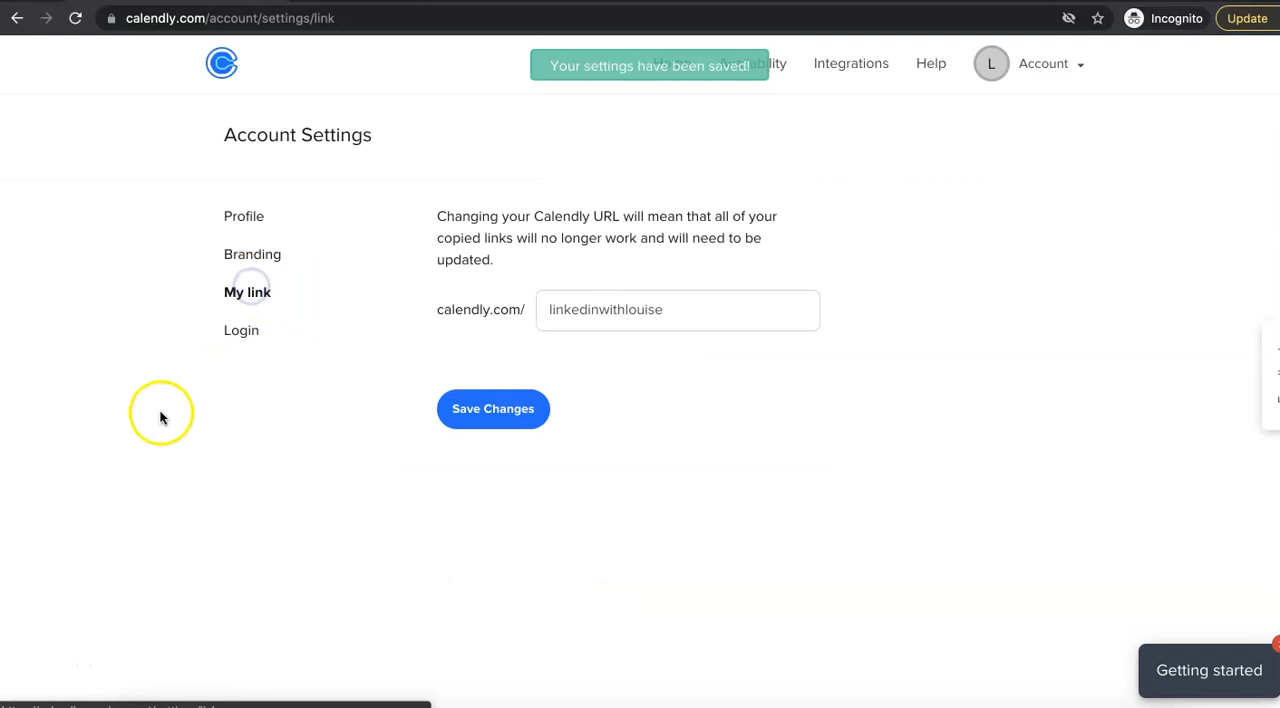 calendly.com/account/settings/link
Incognito
Update
Your settings have been saved!
Home
Availability
Integrations
Help
L
Account
Account Settings
Profile
Branding
My link
Login
Changing your Calendly URL will mean that all of your
copied links will no longer work and will need to be
updated.
calendly.com/
linkedinwithlouise
Save Changes
Getting started